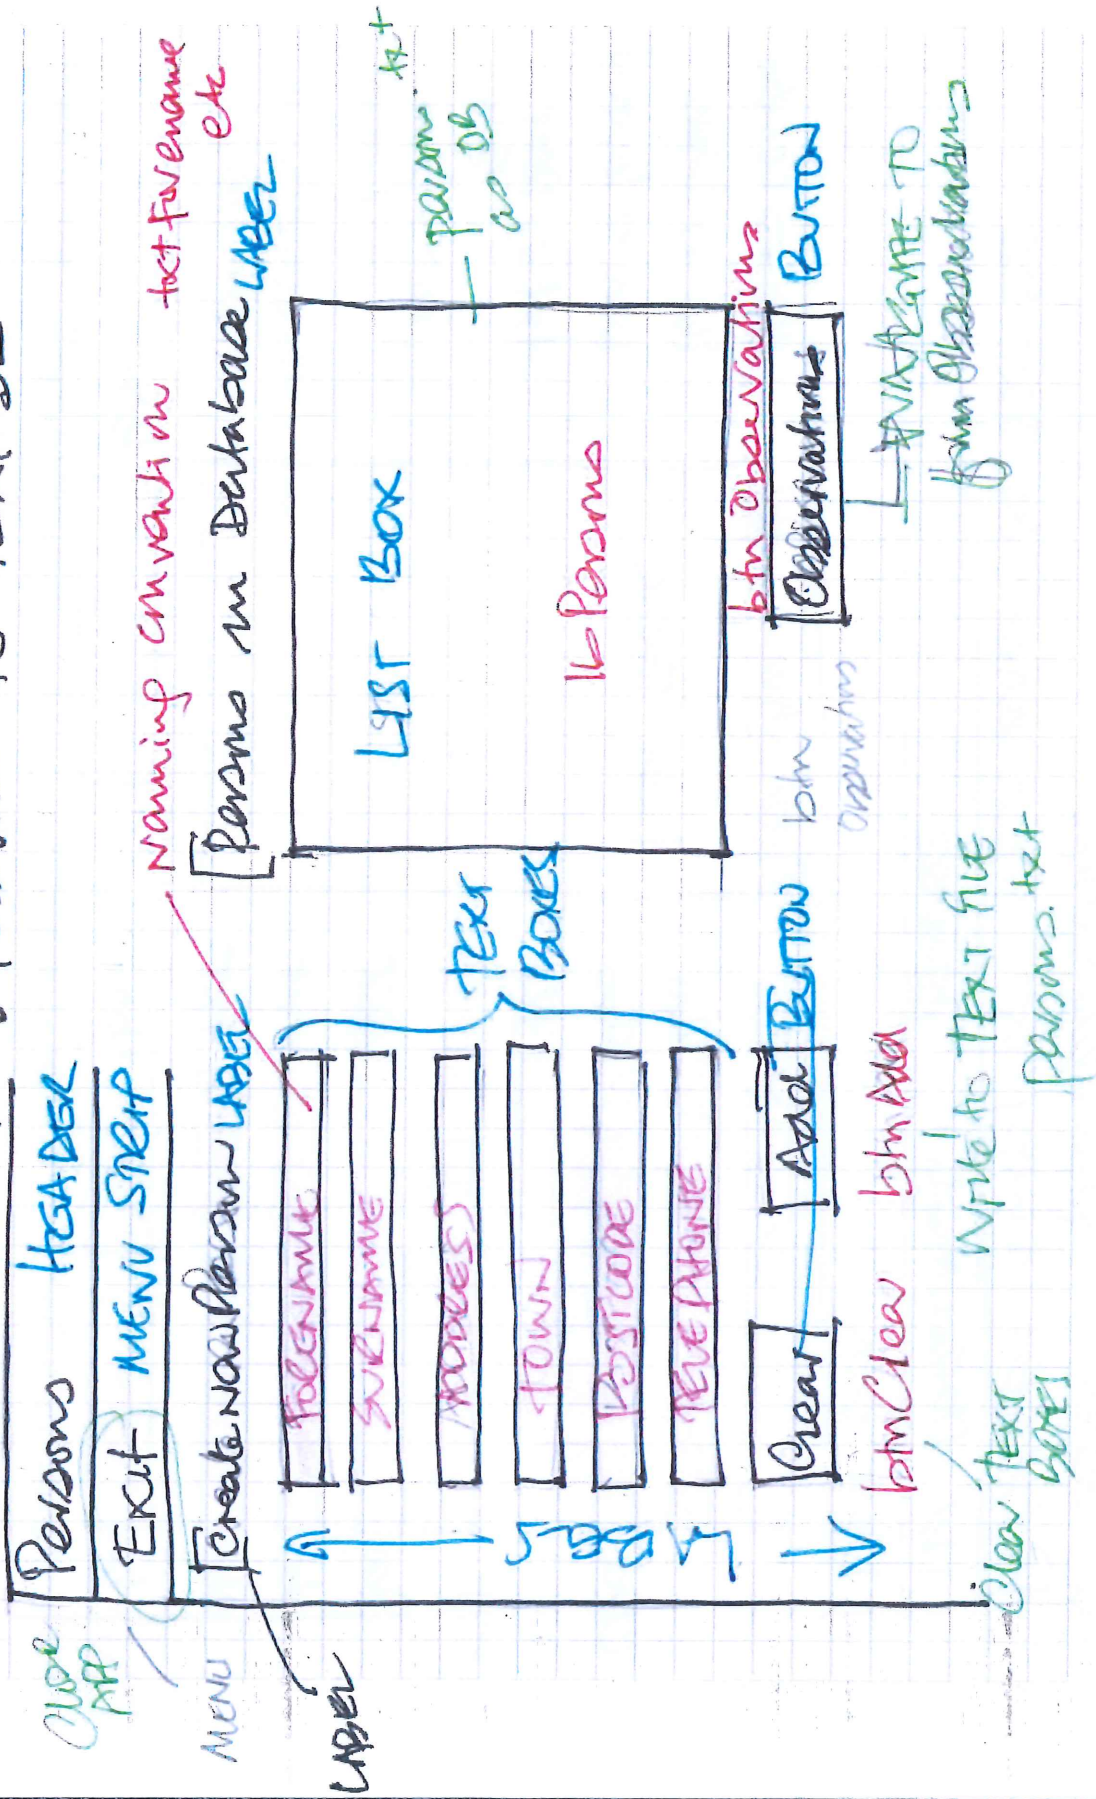 Persons HEADER
CLOSE
APP
Exit MENU STRIP
MENU
Naming convention txtForename
etc
Create New Person LABEL
Persons in Database LABEL
LABEL
FORENAME
SURNAME
ADDRESS
TOWN
POSTCODE
TELEPHONE
LABELS
TEXT
BOXES
LIST BOX
lbPersons
persons
txt
as DB
btn Observations
Clear
Add
BUTTON
btn
Observations
Observations
BUTTON
btnClear
btnAdd
Clear TEXT
BOXES
Write to TEXT FILE
persons.txt
NAVIGATE TO
frm Observations